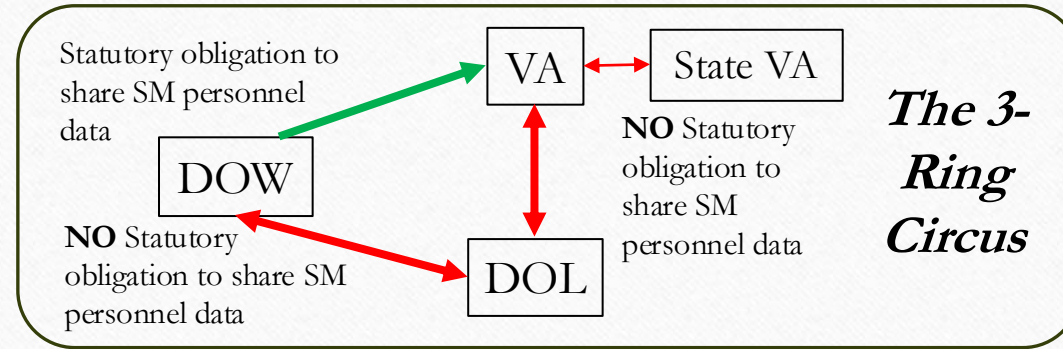 Statutory obligation to
share SM personnel
data
VA
State VA
The 3-
Ring
Circus
DOW
NO Statutory
obligation to
share SM
personnel data
NO Statutory
obligation to share SM
personnel data
DOL